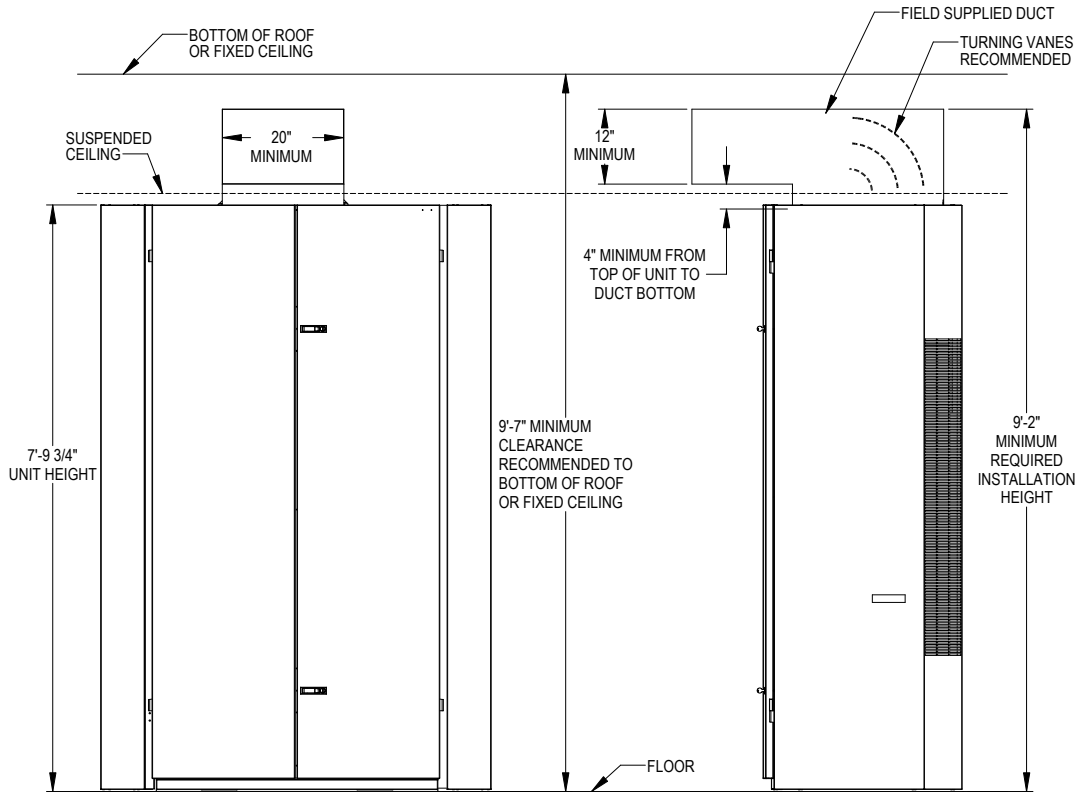 BOTTOM OF ROOF
OR FIXED CEILING
FIELD SUPPLIED DUCT
TURNING VANES
RECOMMENDED
SUSPENDED
CEILING
20"
MINIMUM
12"
MINIMUM
4" MINIMUM FROM
TOP OF UNIT TO
DUCT BOTTOM
7'-9 3/4"
UNIT HEIGHT
9'-7" MINIMUM
CLEARANCE
RECOMMENDED TO
BOTTOM OF ROOF
OR FIXED CEILING
9'-2"
MINIMUM
REQUIRED
INSTALLATION
HEIGHT
FLOOR